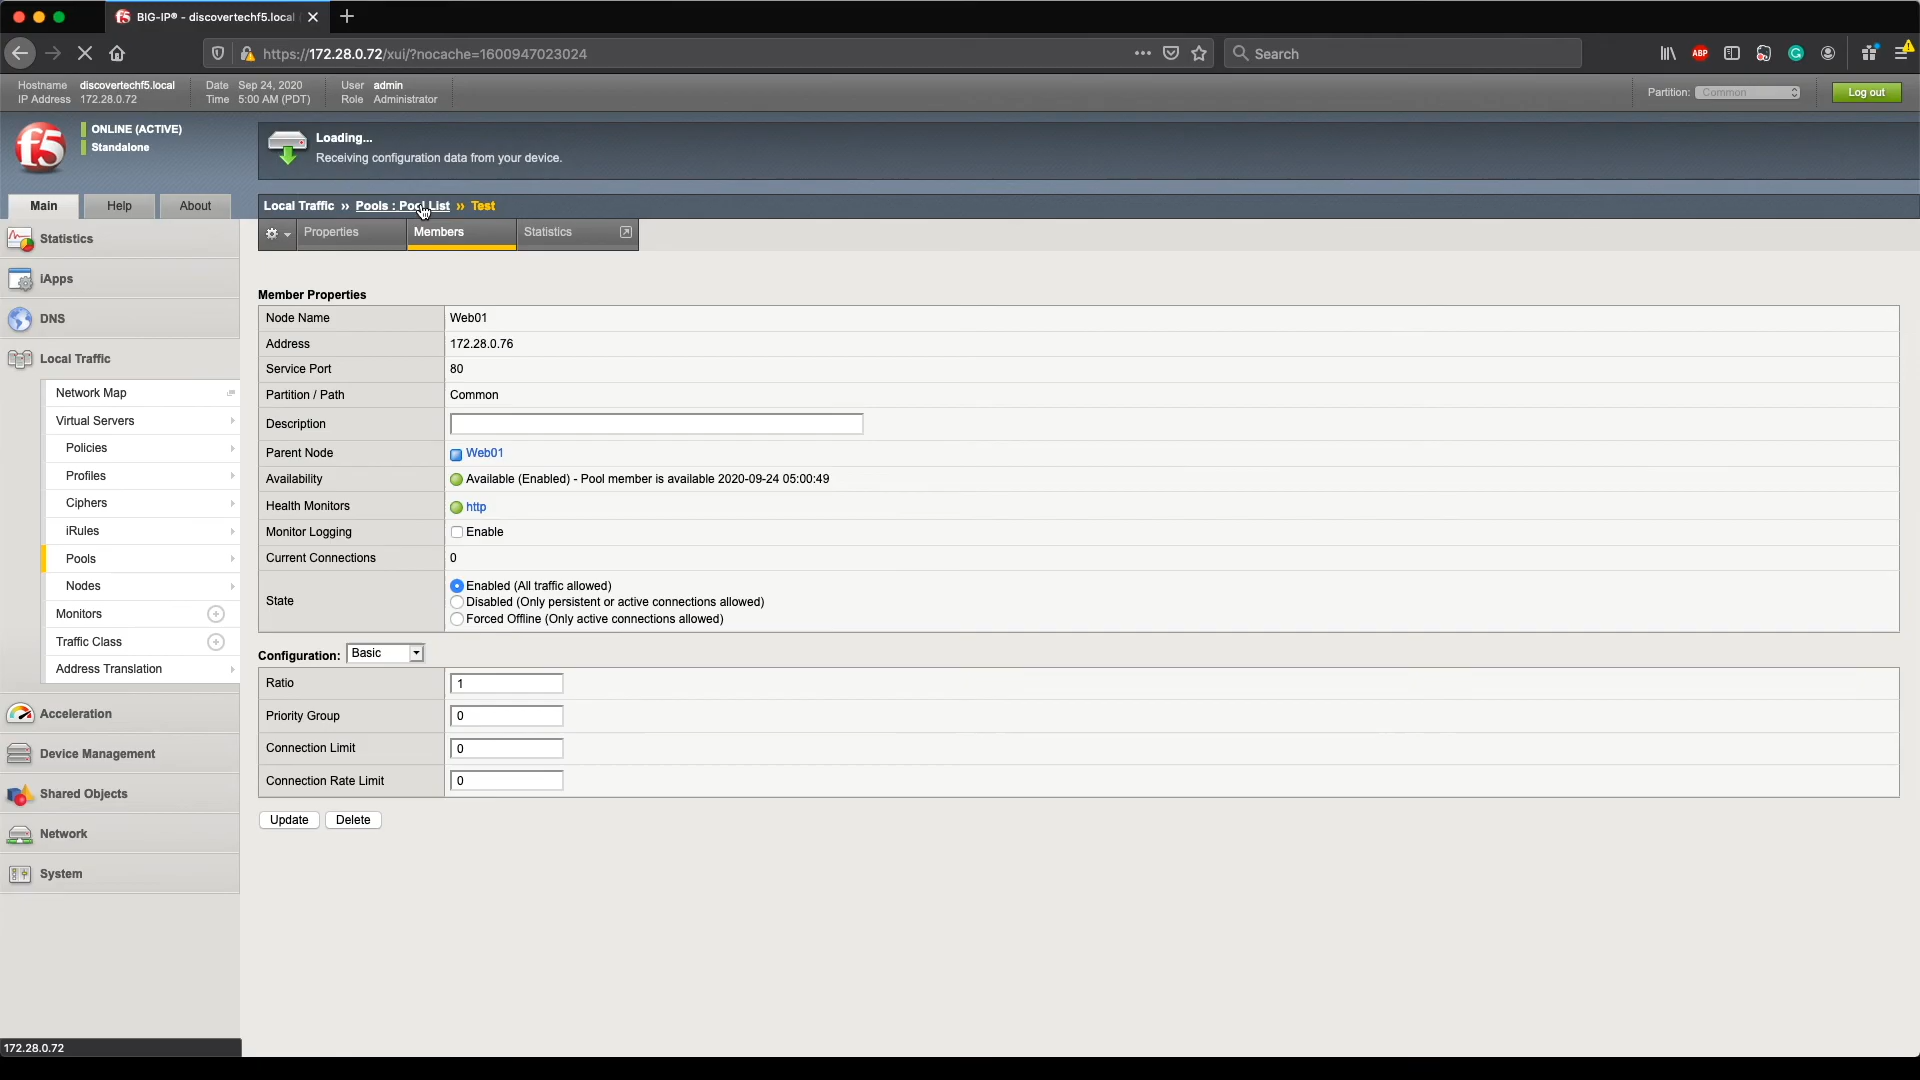 BIG-IP® - discovertechf5.local
https://172.28.0.72/xui/?nocache=1600947023024
Search
ABP
Hostname discovertechf5.local
IP Address 172.28.0.72
Date Sep 24, 2020
Time 5:00 AM (PDT)
User admin
Role Administrator
Partition: Common
Log out
f5
ONLINE (ACTIVE)
Standalone
Loading...
Receiving configuration data from your device.
Main
Help
About
Local Traffic » Pools : Pool List » Test
Properties
Members
Statistics
Statistics
iApps
DNS
Local Traffic
Network Map
Virtual Servers
Policies
Profiles
Ciphers
iRules
Pools
Nodes
Monitors
Traffic Class
Address Translation
Acceleration
Device Management
Shared Objects
Network
System
Member Properties
Node Name Web01
Address 172.28.0.76
Service Port 80
Partition / Path Common
Description
Parent Node Web01
Availability Available (Enabled) - Pool member is available 2020-09-24 05:00:49
Health Monitors http
Monitor Logging Enable
Current Connections 0
State
Enabled (All traffic allowed)
Disabled (Only persistent or active connections allowed)
Forced Offline (Only active connections allowed)
Configuration: Basic
Ratio 1
Priority Group 0
Connection Limit 0
Connection Rate Limit 0
Update
Delete
172.28.0.72